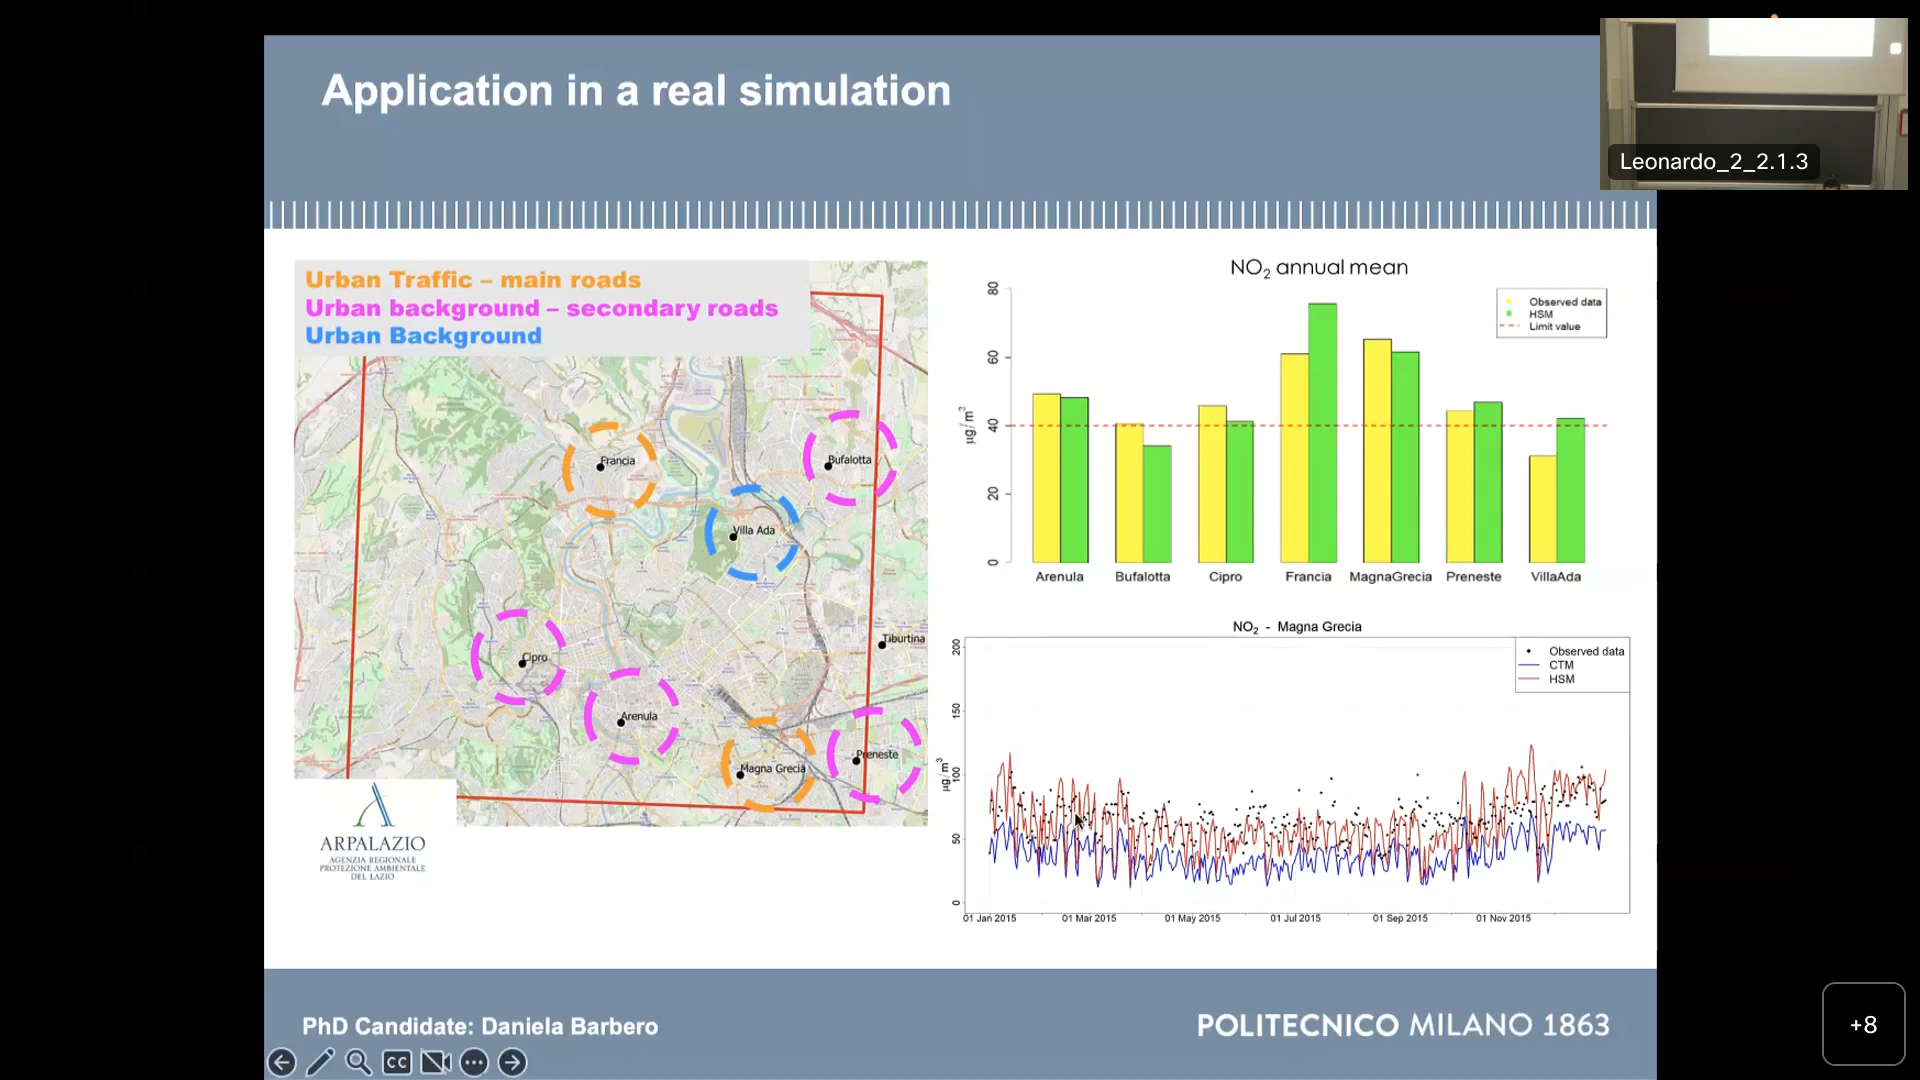 Application in a real simulation
Leonardo_2_2.1.3
Urban Traffic – main roads
Urban background – secondary roads
Urban Background
Francia
Bufalotta
Villa Ada
Tiburtina
Cipro
Arenula
Magna Grecia
Preneste
ARPALAZIO
AGENZIA REGIONALE
PROTEZIONE AMBIENTALE
DEL LAZIO
NO2 annual mean
Observed data
HSM
Limit value
µg/m3
80
60
40
20
0
Arenula Bufalotta Cipro Francia MagnaGrecia Preneste VillaAda
NO2 - Magna Grecia
Observed data
CTM
HSM
µg/m3
200
150
100
50
0
01 Jan 2015 01 Mar 2015 01 May 2015 01 Jul 2015 01 Sep 2015 01 Nov 2015
PhD Candidate: Daniela Barbero
POLITECNICO MILANO 1863
CC
+8